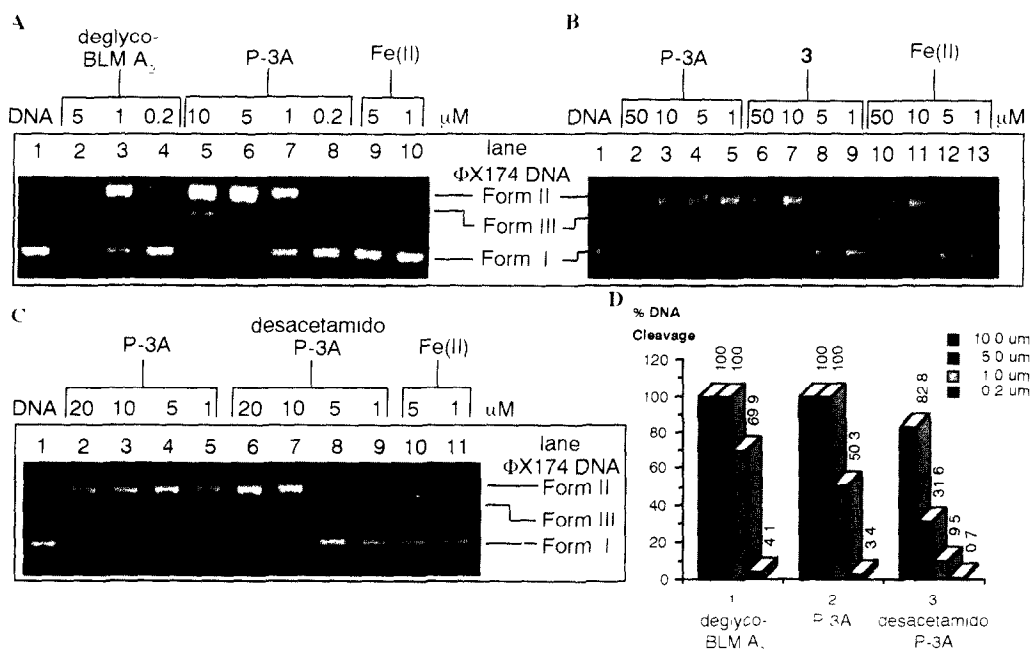 A
deglyco-
BLM A2
P-3A
Fe(II)
DNA 5 1 0.2 10 5 1 0.2 5 1 μM
1 2 3 4 5 6 7 8 9 10
B
P-3A
3
Fe(II)
DNA 50 10 5 1 50 10 5 1 50 10 5 1
1 2 3 4 5 6 7 8 9 10 11 12 13
lane
ΦX174 DNA
Form II
Form III
Form I
C
P-3A
desacetamido
P-3A
Fe(II)
DNA 20 10 5 1 20 10 5 1 5 1 μM
1 2 3 4 5 6 7 8 9 10 11
lane
ΦX174 DNA
Form II
Form III
Form I
D
% DNA
Cleavage
120
100
80
60
40
20
0
100
100
69 9
4 1
100
100
50 3
3 4
82 8
31 6
9 5
0 7
10 0 um
5 0 um
1 0 um
0 2 um
1
deglyco-
BLM A2
2
P 3A
3
desacetamido
P-3A